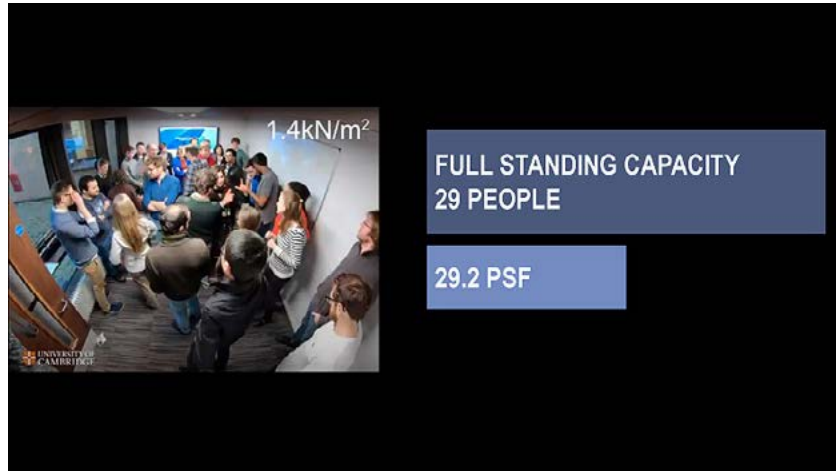 1.4kN/m²
FULL STANDING CAPACITY
29 PEOPLE
29.2 PSF
UNIVERSITY OF
CAMBRIDGE